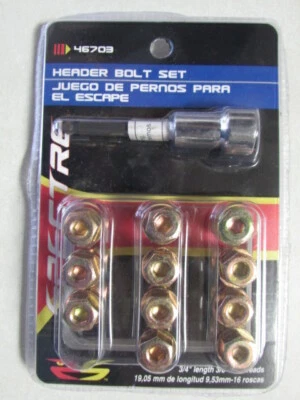 46703
HEADER BOLT SET
JUEGO DE PERNOS PARA
EL ESCAPE
3/4" length
19,05 mm de longitud 9,53mm-16 roscas